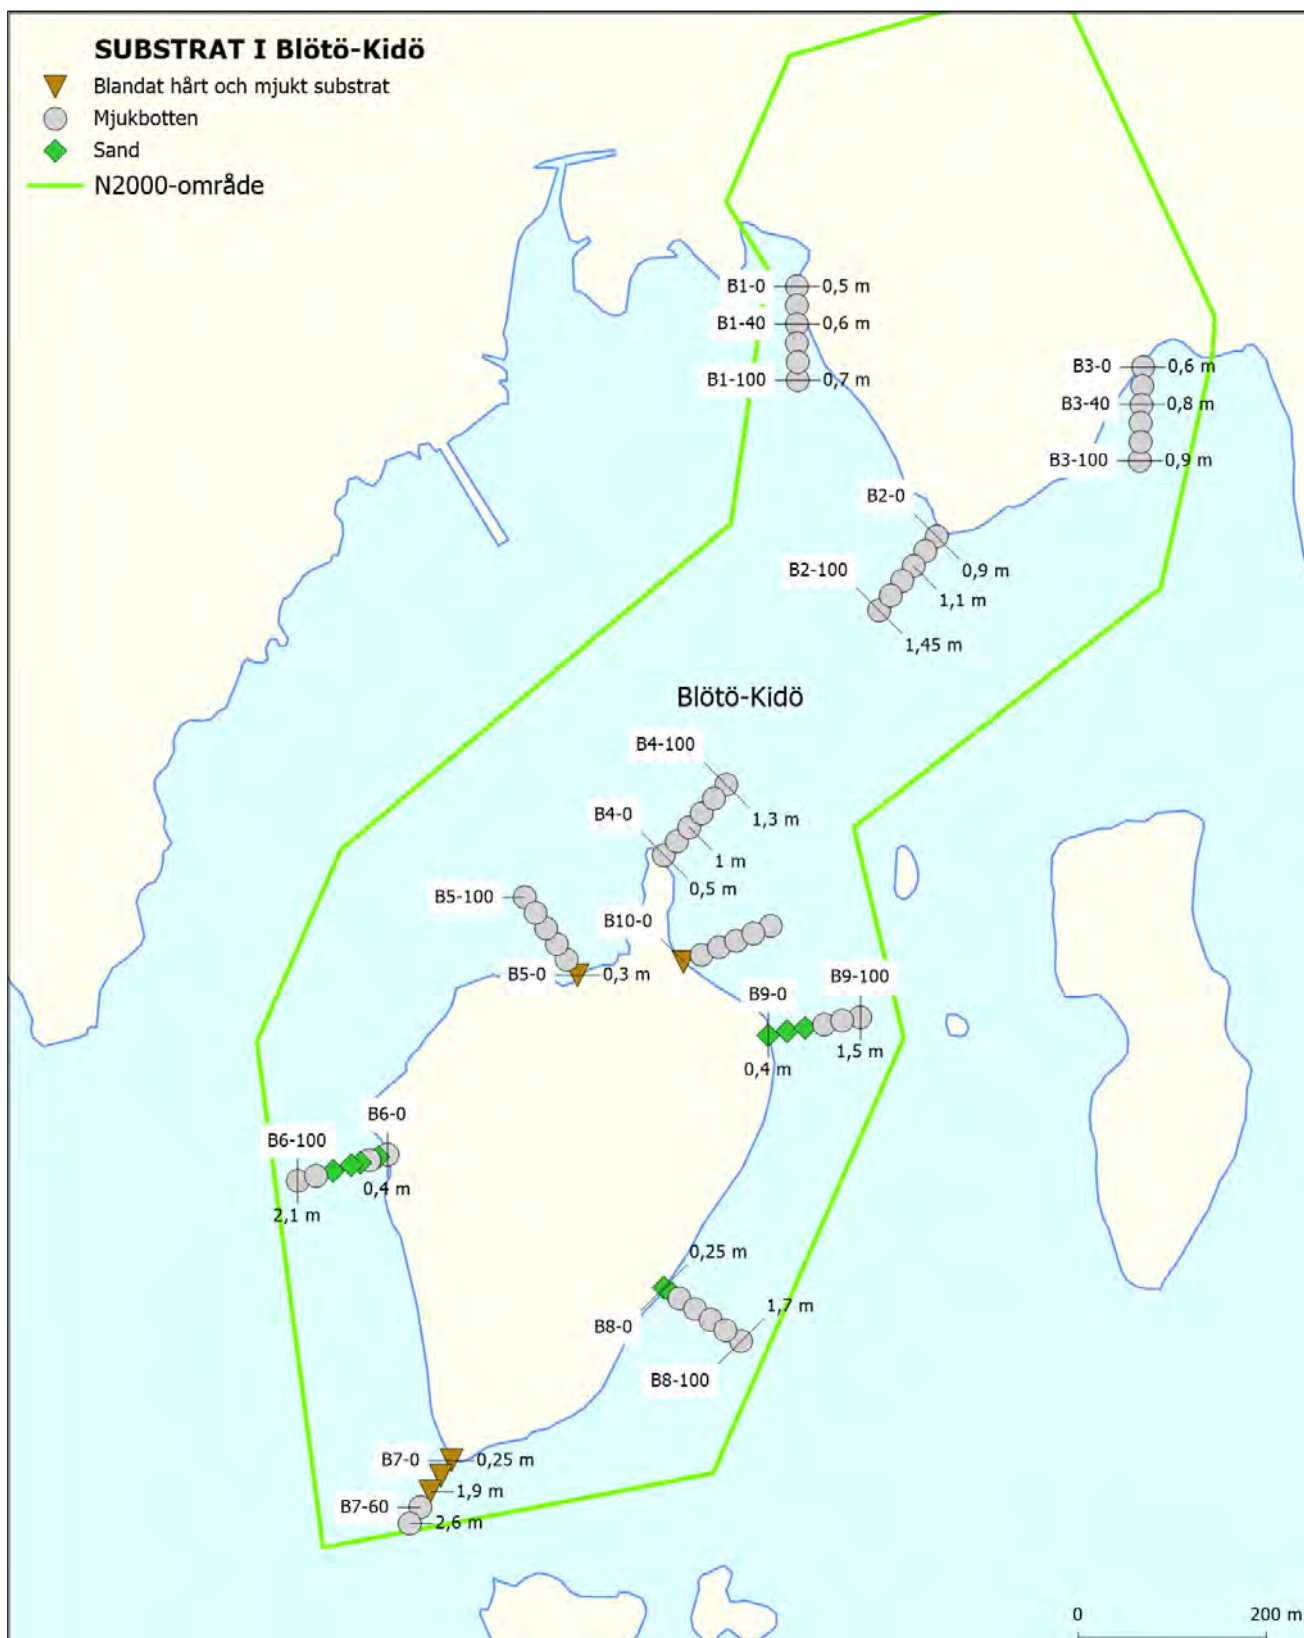 SUBSTRAT I Blötö-Kidö
Blandat hårt och mjukt substrat
Mjukbotten
Sand
N2000-område
B1-0 0,5 m
B1-40 0,6 m
B1-100 0,7 m
B3-0 0,6 m
B3-40 0,8 m
B3-100 0,9 m
B2-0
0,9 m
B2-100
1,1 m
1,45 m
Blötö-Kidö
B4-100
1,3 m
B4-0
1 m
0,5 m
B5-100
B10-0
B5-0 0,3 m
B9-100
B9-0
1,5 m
0,4 m
B6-0
B6-100
0,4 m
2,1 m
0,25 m
1,7 m
B8-0
B8-100
B7-0 0,25 m
1,9 m
B7-60
2,6 m
0 200 m